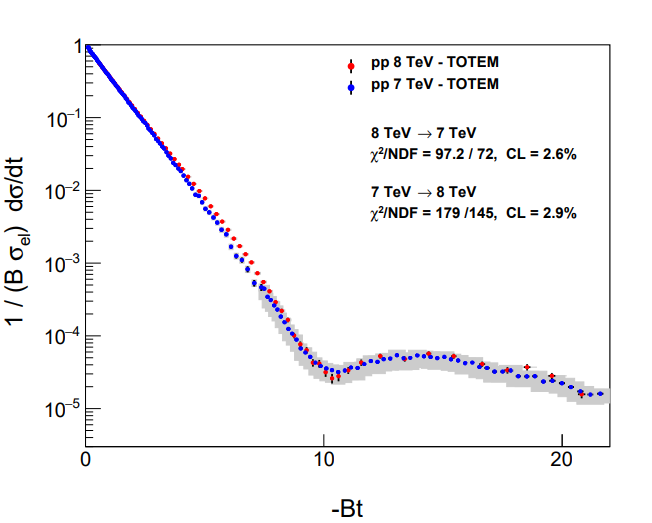 pp 8 TeV - TOTEM
pp 7 TeV - TOTEM
8 TeV → 7 TeV
χ²/NDF = 97.2 / 72, CL = 2.6%
7 TeV → 8 TeV
χ²/NDF = 179 /145, CL = 2.9%
1 / (B σ_el) dσ/dt
1
10⁻¹
10⁻²
10⁻³
10⁻⁴
10⁻⁵
0 10 20
-Bt